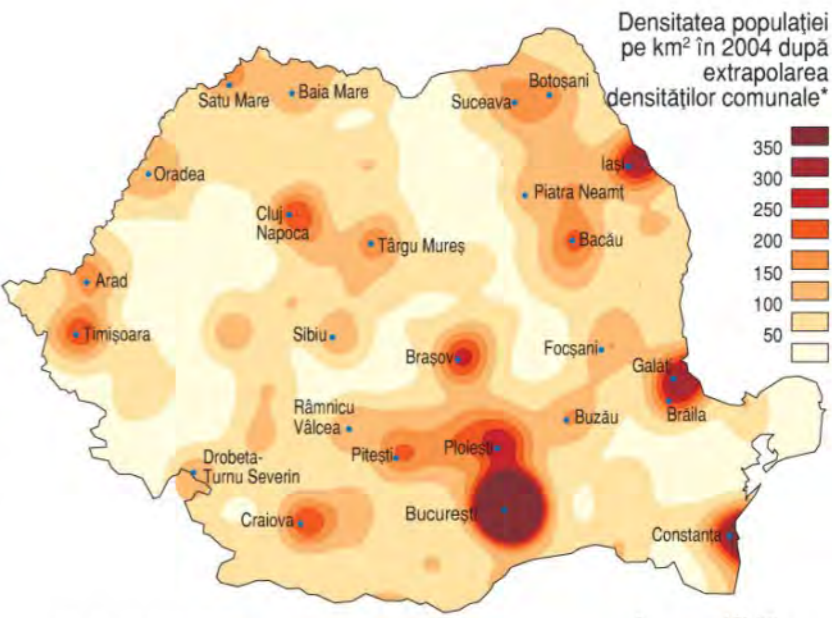 Densitatea populației
pe km² în 2004 după
extrapolarea
densităților comunale*
350
300
250
200
150
100
50
Satu Mare
Baia Mare
Suceava
Botoșani
Iași
Oradea
Piatra Neamț
Cluj
Napoca
Târgu Mureș
Bacău
Arad
Timișoara
Sibiu
Brașov
Focșani
Galați
Brăila
Râmnicu
Vâlcea
Buzău
Pitești
Ploiești
Drobeta-
Turnu Severin
Craiova
București
Constanța